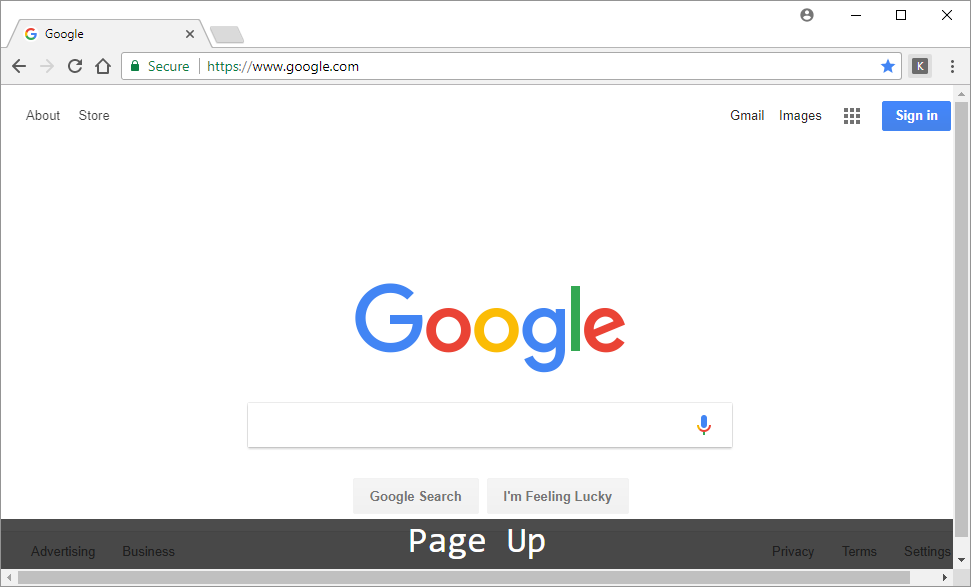 Google
Secure https://www.google.com K
About Store Gmail Images Sign in
Google
Google Search I'm Feeling Lucky
Page Up
Advertising Business Privacy Terms Settings